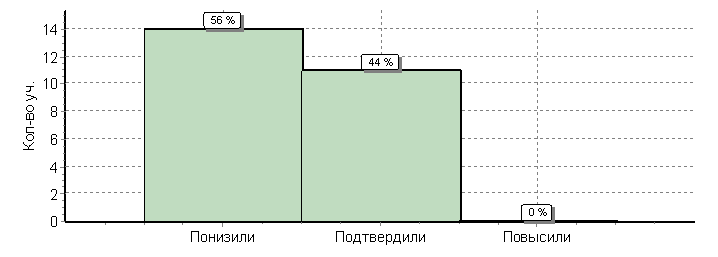 56 %
44 %
0 %
14
12
10
8
6
4
2
0
Кол-во уч.
Понизили
Подтвердили
Повысили